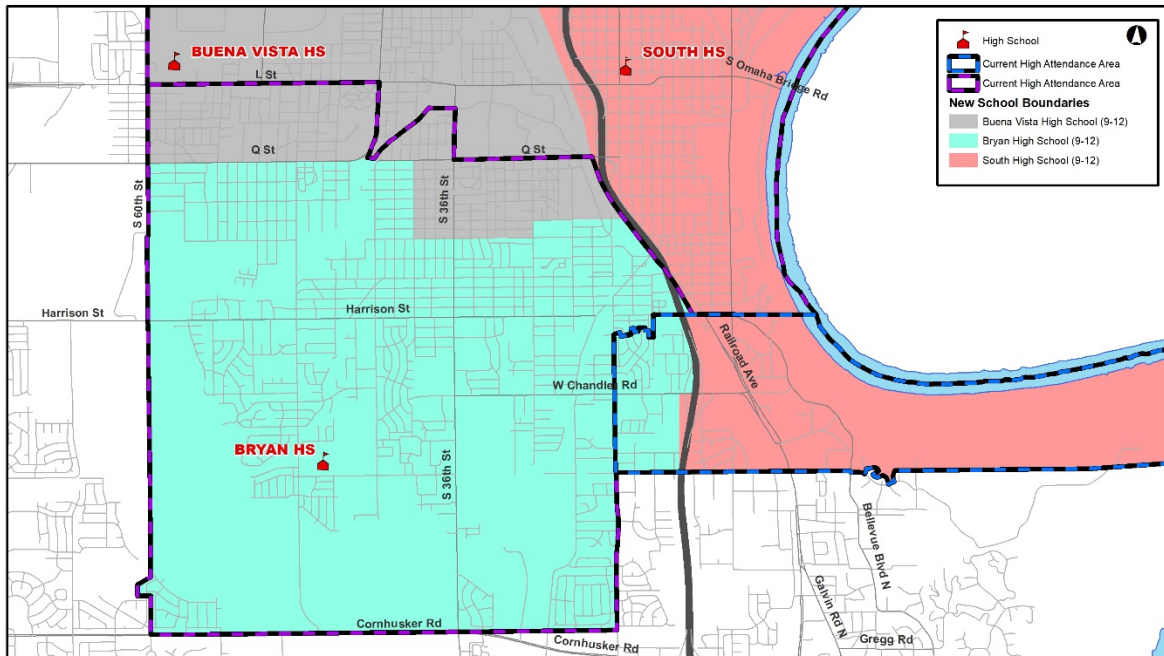 BUENA VISTA HS
SOUTH HS
L St
S Omaha Bridge Rd
Q St
Q St
S 60th St
S 36th St
Harrison St
Harrison St
Railroad Ave
W Chandler Rd
BRYAN HS
S 36th St
Bellevue Blvd N
Galvin Rd N
Cornhusker Rd
Cornhusker Rd
Gregg Rd
High School
Current High Attendance Area
Current High Attendance Area
New School Boundaries
Buena Vista High School (9-12)
Bryan High School (9-12)
South High School (9-12)